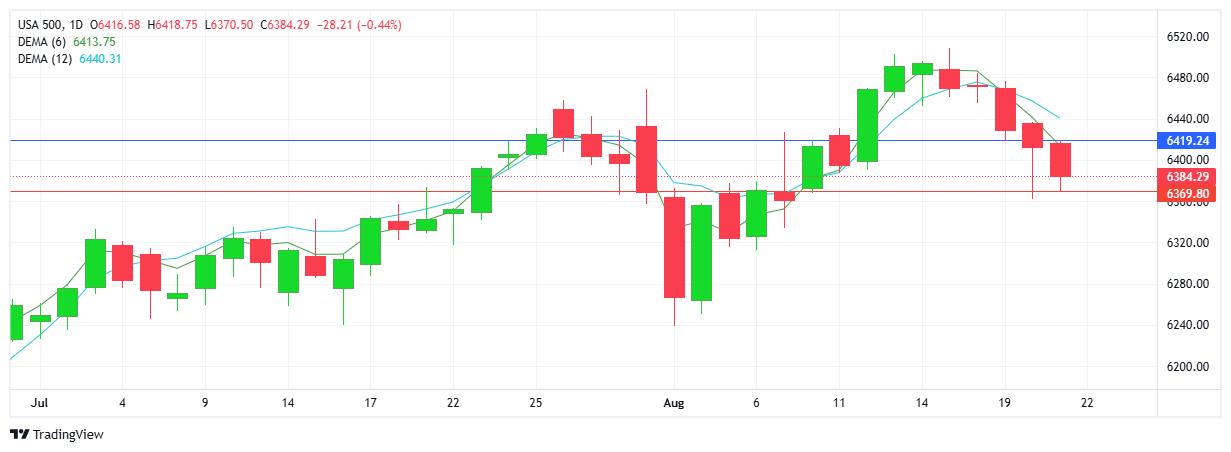 USA 500, 1D O6416.58 H6418.75 L6370.50 C6384.29 −28.21 (−0.44%)
DEMA (6) 6413.75
DEMA (12) 6440.31
6520.00
6480.00
6440.00
6419.24
6400.00
6384.29
6369.80
6360.00
6320.00
6280.00
6240.00
6200.00
Jul 4 9 14 17 22 25 Aug 6 11 14 19 22
TradingView